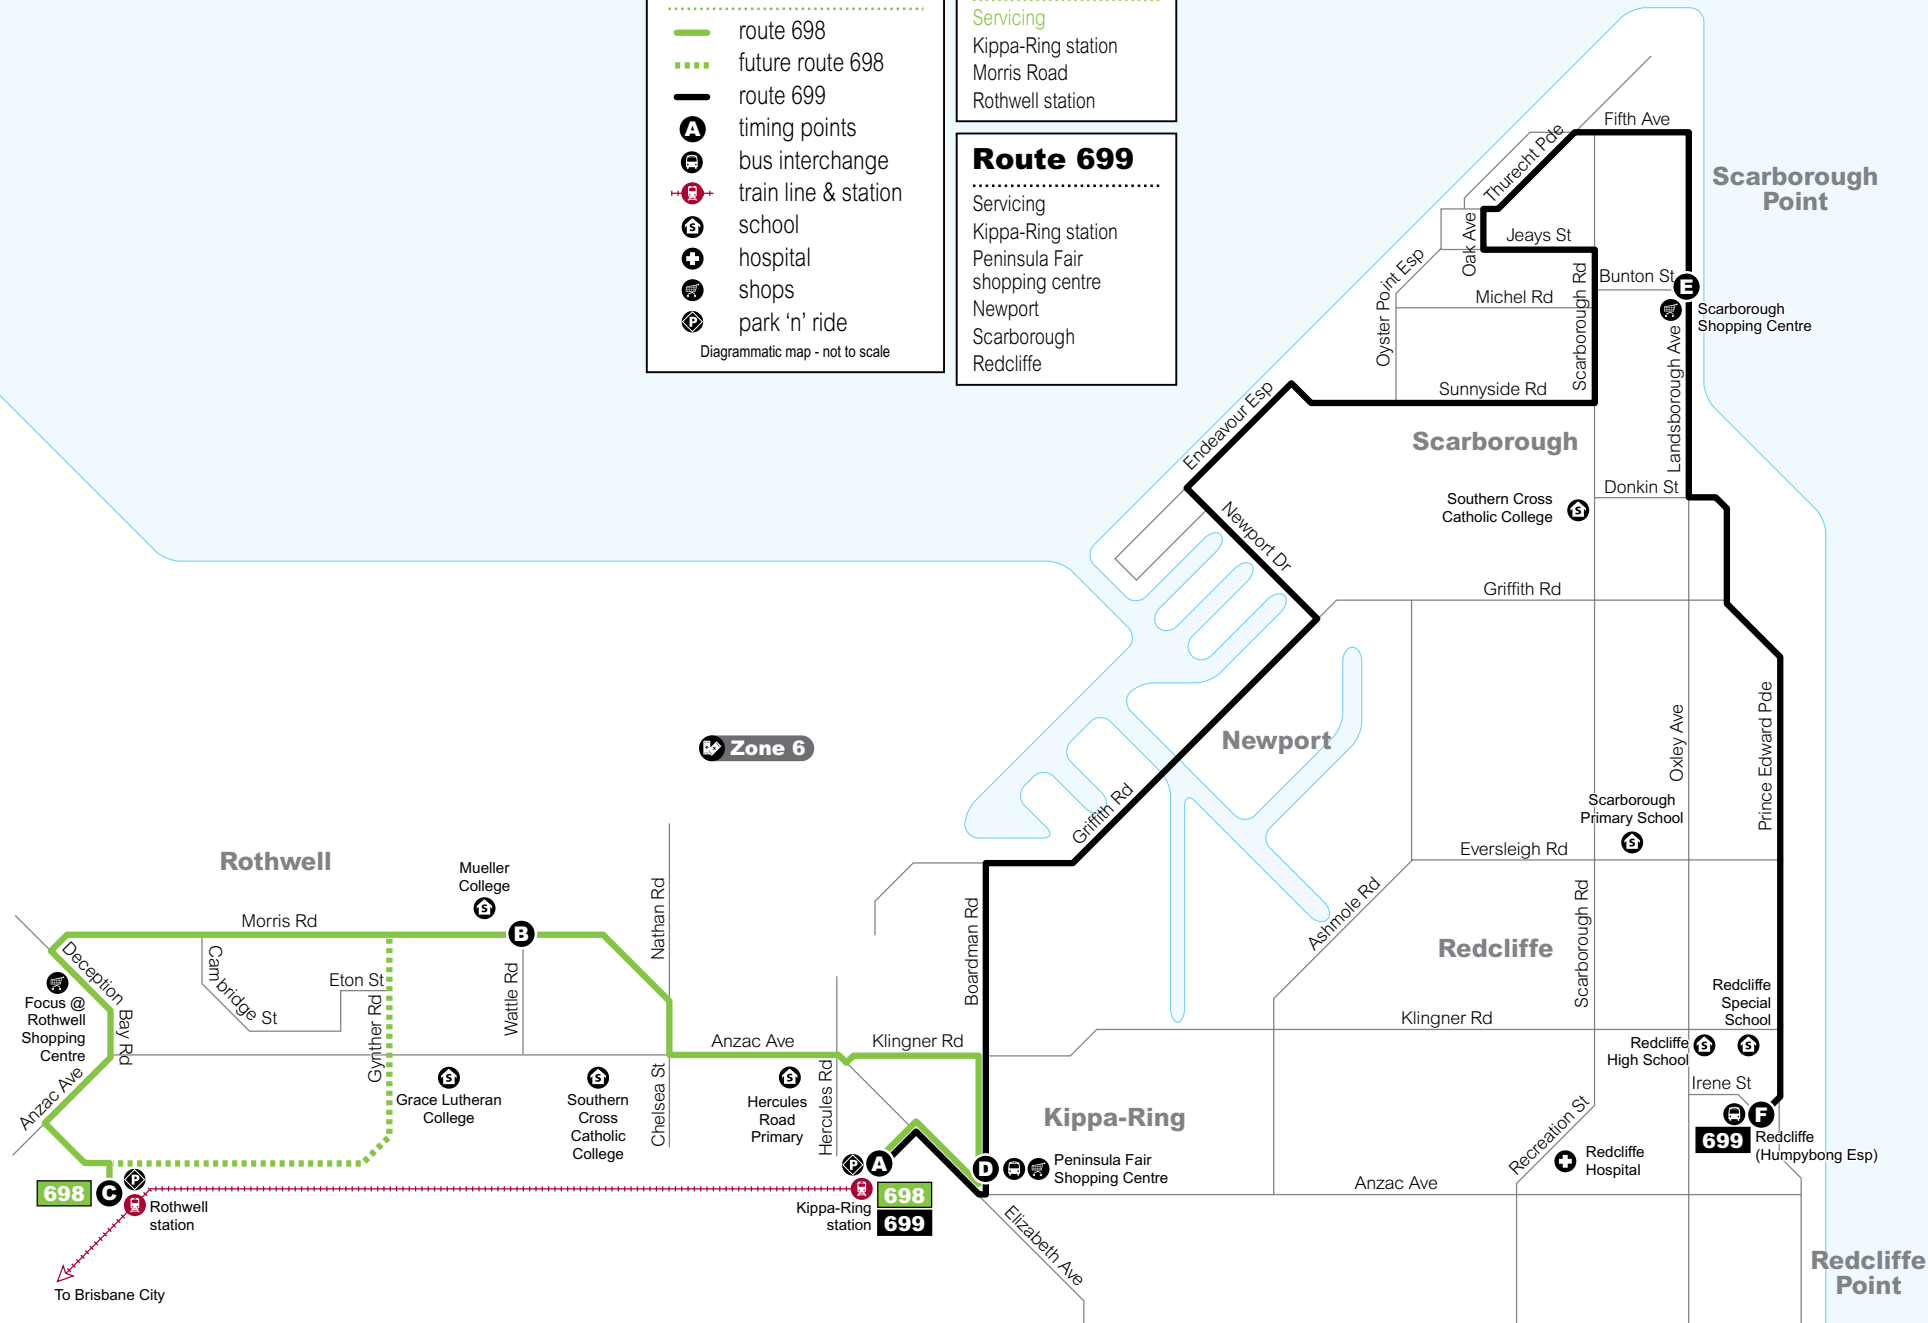 route 698
future route 698
route 699
A timing points
bus interchange
train line & station
S school
hospital
shops
P park ‘n’ ride
Diagrammatic map - not to scale
Servicing
Kippa-Ring station
Morris Road
Rothwell station
Route 699
Servicing
Kippa-Ring station
Peninsula Fair
shopping centre
Newport
Scarborough
Redcliffe
Fifth Ave
Thurecht Pde
Scarborough
Point
Oak Ave
Jeays St
Oyster Point Esp
Bunton St
E
Michel Rd
Scarborough Rd
Scarborough
Shopping Centre
Landsborough Ave
Sunnyside Rd
Endeavour Esp
Scarborough
Donkin St
Southern Cross
Catholic College
S
Newport Dr
Griffith Rd
Newport
Oxley Ave
Prince Edward Pde
Zone 6
Griffith Rd
Scarborough
Primary School
S
Eversleigh Rd
Rothwell
Mueller
College
S
Nathan Rd
Boardman Rd
Ashmole Rd
Scarborough Rd
Redcliffe
Morris Rd
B
Deception
Bay Rd
Cambridge St
Eton St
Gynther Rd
Wattle Rd
Focus @
Rothwell
Shopping
Centre
Redcliffe
Special
School
Klingner Rd
Anzac Ave
Klingner Rd
Redcliffe
High School
S
S
Anzac Ave
S
Grace Lutheran
College
S
Southern
Cross
Catholic
College
Chelsea St
S
Hercules
Road
Primary
Hercules Rd
Kippa-Ring
Irene St
F
699
Redcliffe
(Humpybong Esp)
Recreation St
Redcliffe
Hospital
P
A
D
Peninsula Fair
Shopping Centre
Anzac Ave
698
C
P
Rothwell
station
Kippa-Ring
station
698
699
Elizabeth Ave
Redcliffe
Point
To Brisbane City